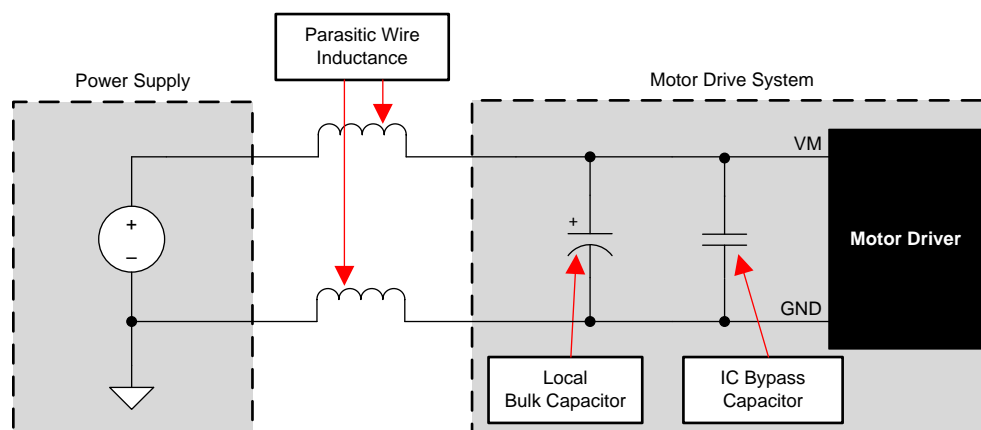 Parasitic Wire
Inductance
Power Supply
Motor Drive System
VM
+
–
+
Motor Driver
GND
Local
Bulk Capacitor
IC Bypass
Capacitor